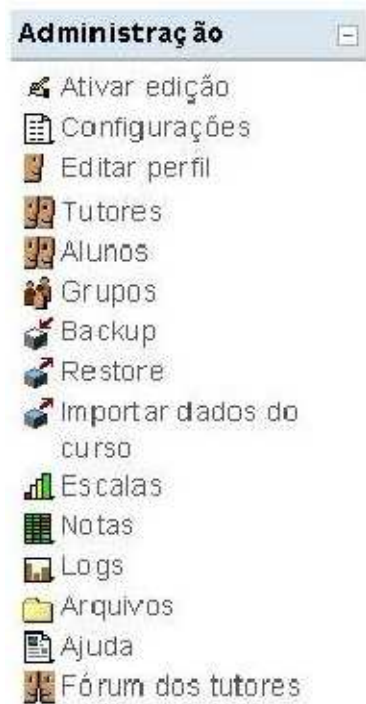 Administração
Ativar edição
Configurações
Editar perfil
Tutores
Alunos
Grupos
Backup
Restore
Importar dados do
curso
Escalas
Notas
Logs
Arquivos
Ajuda
Fórum dos tutores